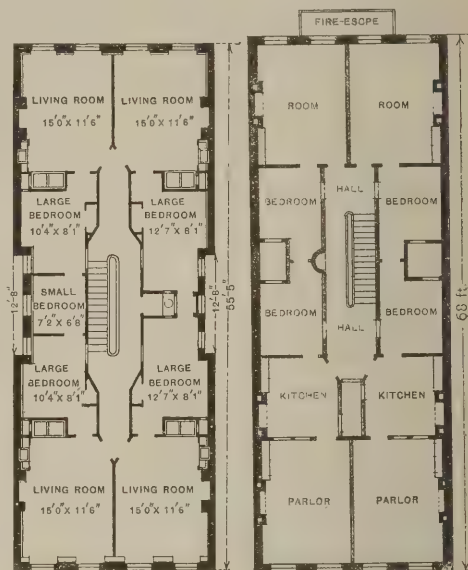 LIVING ROOM
15'0"X 11'6"
LIVING ROOM
15'0"X 11'6"
LARGE
BEDROOM
10'4"X 8'1"
LARGE
BEDROOM
12'7"X 8'1"
SMALL
BEDROOM
7'2"X 6'8"
12'-8"
12'-8"
55'-5"
LARGE
BEDROOM
10'4"X 8'1"
LARGE
BEDROOM
12'7"X 8'1"
LIVING ROOM
15'0"X 11'6"
LIVING ROOM
15'0"X 11'6"
FIRE-ESCPE
ROOM
ROOM
HALL
BEDROOM
BEDROOM
BEDROOM
BEDROOM
HALL
68 ft.
KITCHEN
KITCHEN
PARLOR
PARLOR